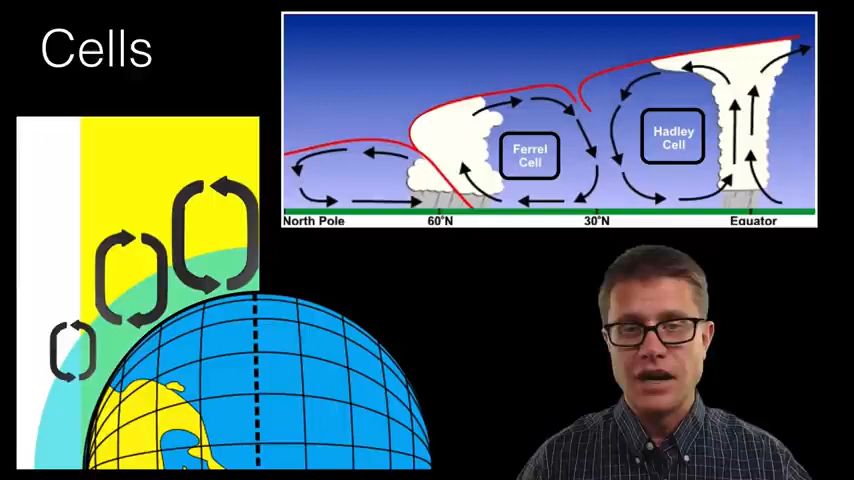 Cells
Ferrel
Cell
Hadley
Cell
North Pole
60°N
30°N
Equator